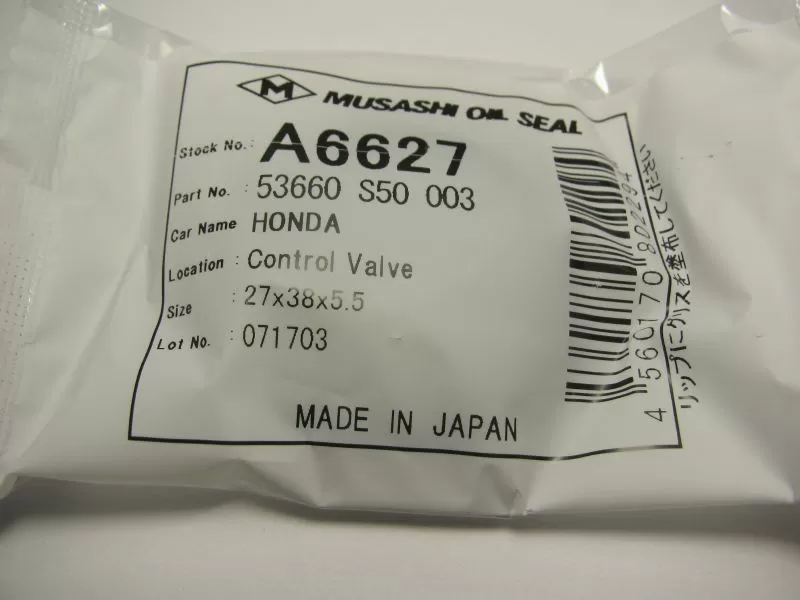 M MUSASHI OIL SEAL
Stock No.: A6627
Part No. : 53660 S50 003
Car Name HONDA
Location : Control Valve
Size : 27x38x5.5
Lot No. : 071703
MADE IN JAPAN
4 560170 802294
リップにグリスを塗布してください